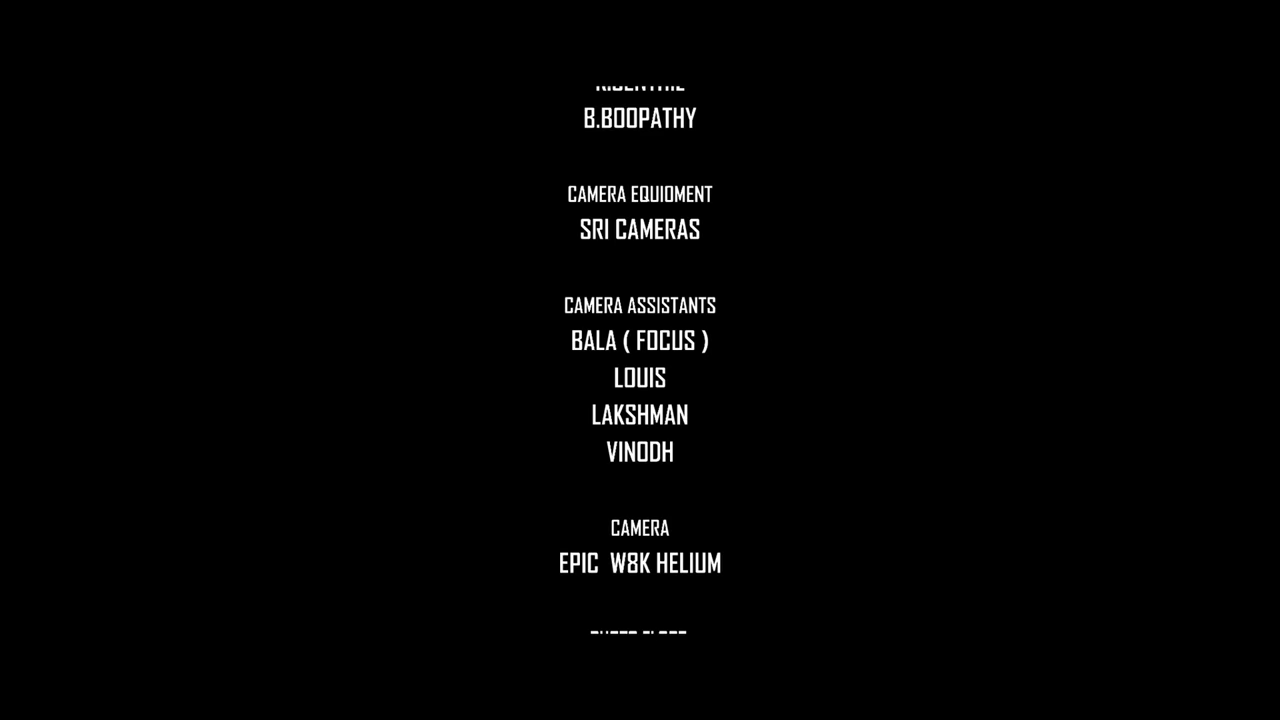 B.BOOPATHY
CAMERA EQUIOMENT
SRI CAMERAS
CAMERA ASSISTANTS
BALA ( FOCUS )
LOUIS
LAKSHMAN
VINODH
CAMERA
EPIC W8K HELIUM